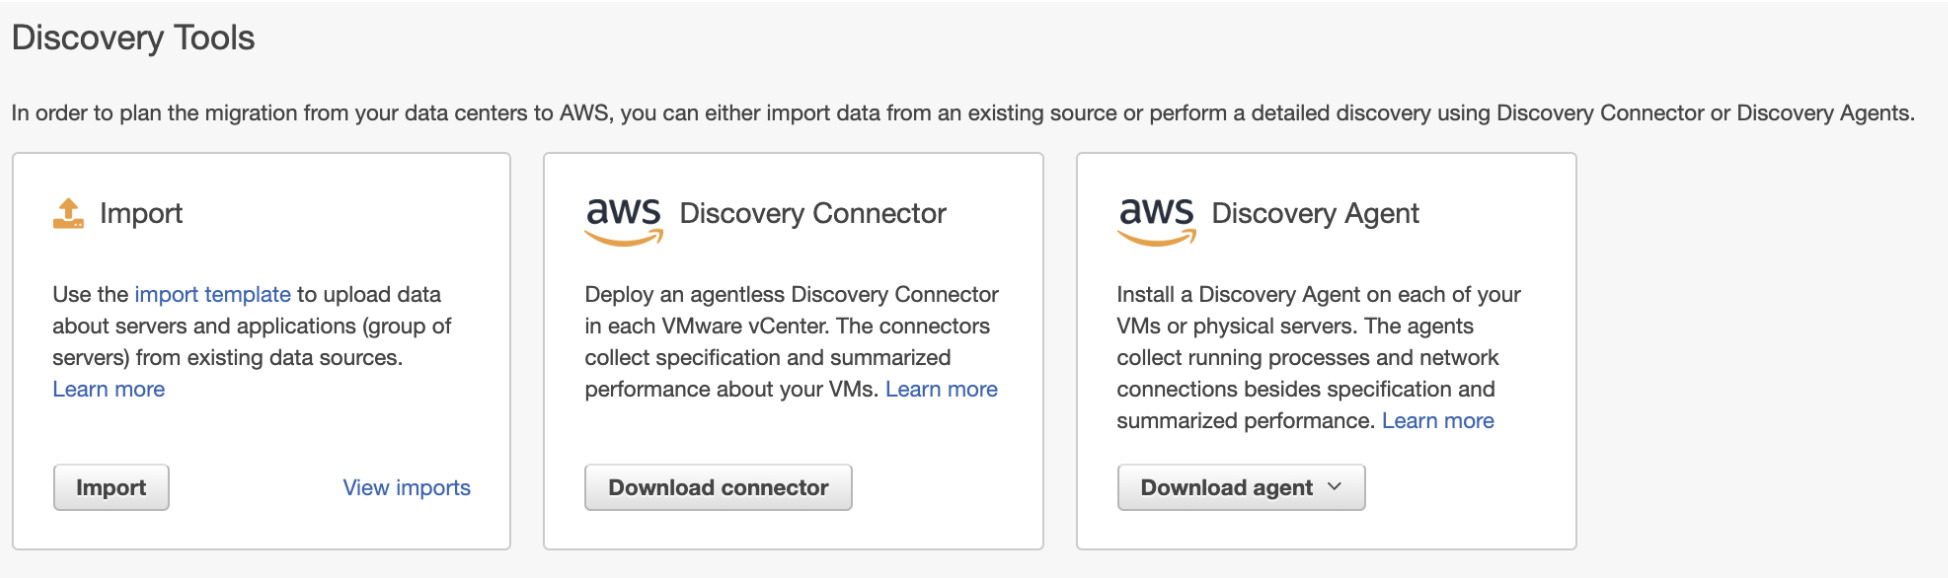 Discovery Tools
In order to plan the migration from your data centers to AWS, you can either import data from an existing source or perform a detailed discovery using Discovery Connector or Discovery Agents.
Import
Use the import template to upload data
about servers and applications (group of
servers) from existing data sources.
Learn more
Import
View imports
aws Discovery Connector
Deploy an agentless Discovery Connector
in each VMware vCenter. The connectors
collect specification and summarized
performance about your VMs. Learn more
Download connector
aws Discovery Agent
Install a Discovery Agent on each of your
VMs or physical servers. The agents
collect running processes and network
connections besides specification and
summarized performance. Learn more
Download agent